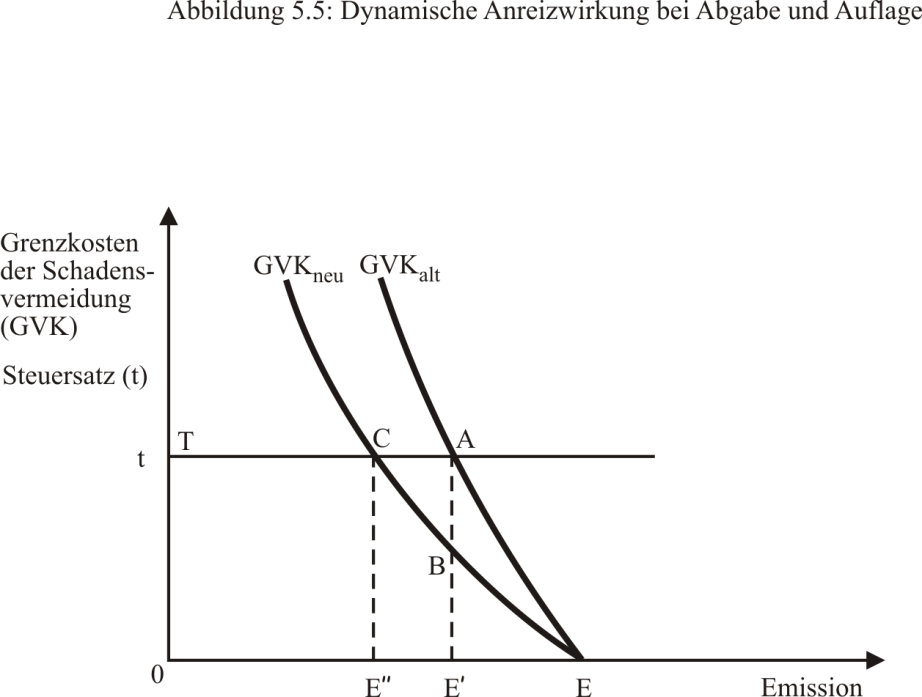 Abbildung 5.5: Dynamische Anreizwirkung bei Abgabe und Auflage
Grenzkosten
der Schadens-
vermeidung
(GVK)
Steuersatz (t)
GVKneu GVKalt
T C A
t
B
0 E" E' E Emission